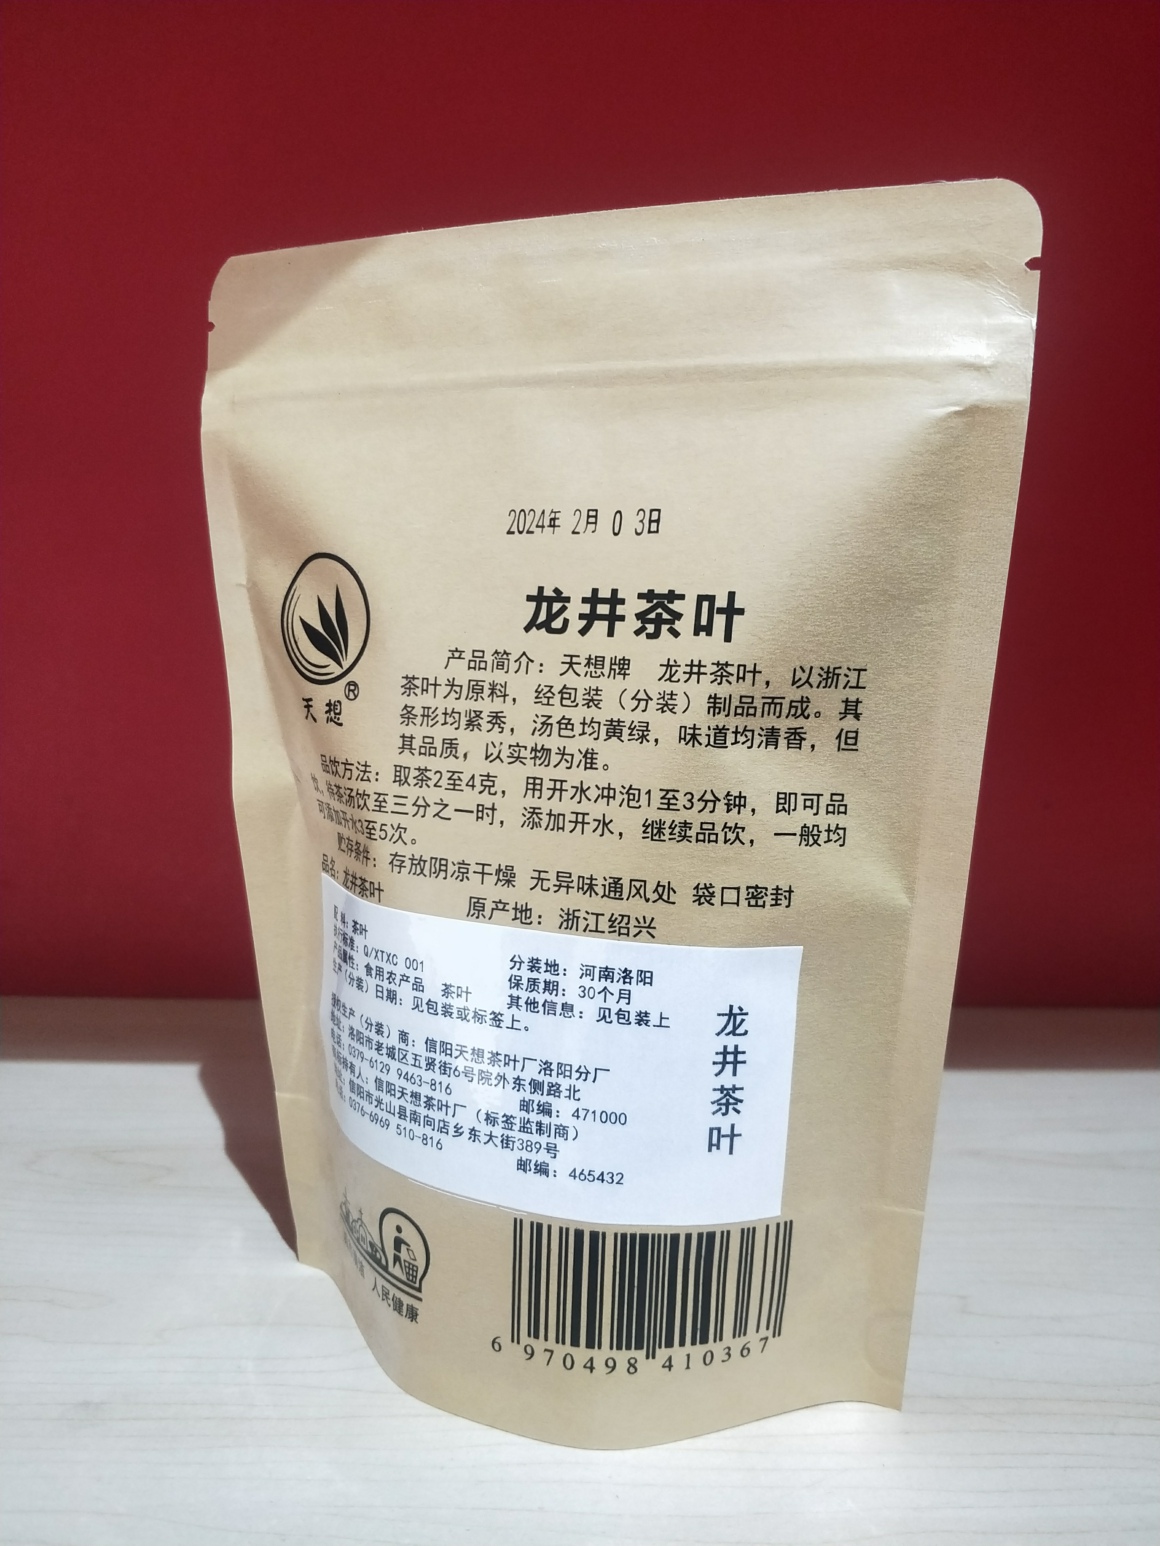 2024年 2月 0 3日
天想®
龙井茶叶
产品简介：天想牌 龙井茶叶，以浙江
茶叶为原料，经包装（分装）制品而成。其
条形均紧秀，汤色均黄绿，味道均清香，但
其品质，以实物为准。
品饮方法：取茶2至4克，用开水冲泡1至3分钟，即可品
饮，待茶汤饮至三分之一时，添加开水，继续品饮，一般均
可添加开水3至5次。
贮存条件：存放阴凉干燥 无异味通风处 袋口密封
品名：龙井茶叶
原产地：浙江绍兴
配料：茶叶
执行标准：Q/XTXC 001
分装地：河南洛阳
产品属性：食用农产品 茶叶
保质期：30个月
生产（分装）日期：见包装或标签上。
其他信息：见包装上
龙井茶叶
授权生产（分装）商：信阳天想茶叶厂洛阳分厂
地址：洛阳市老城区五贤街6号院外东侧路北
电话：0379-6129 9463-816
邮编：471000
商标持有人：信阳天想茶叶厂（标签监制商）
地址：信阳市光山县南向店乡东大街389号
电话：0376-6969 510-816
邮编：465432
人民健康
6 970498 410367